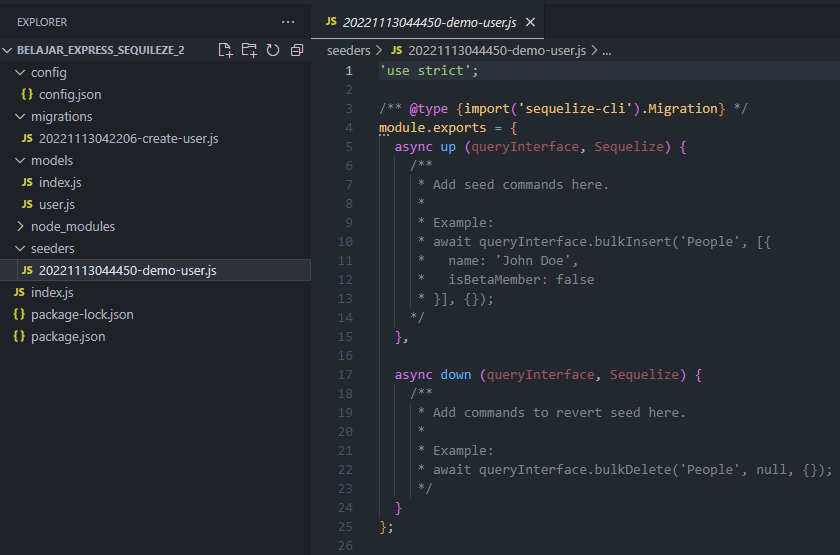 EXPLORER
BELAJAR_EXPRESS_SEQUILEZE_2
config
{} config.json
migrations
JS 20221113042206-create-user.js
models
JS index.js
JS user.js
node_modules
seeders
JS 20221113044450-demo-user.js
JS index.js
{} package-lock.json
{} package.json
JS 20221113044450-demo-user.js
seeders > JS 20221113044450-demo-user.js > ...
1 'use strict';
2
3 /** @type {import('sequelize-cli').Migration} */
4 module.exports = {
5   async up (queryInterface, Sequelize) {
6     /**
7      * Add seed commands here.
8      *
9      * Example:
10      * await queryInterface.bulkInsert('People', [{
11      *   name: 'John Doe',
12      *   isBetaMember: false
13      * }], {});
14     */
15   },
16
17   async down (queryInterface, Sequelize) {
18     /**
19      * Add commands to revert seed here.
20      *
21      * Example:
22      * await queryInterface.bulkDelete('People', null, {});
23      */
24   }
25 };
26